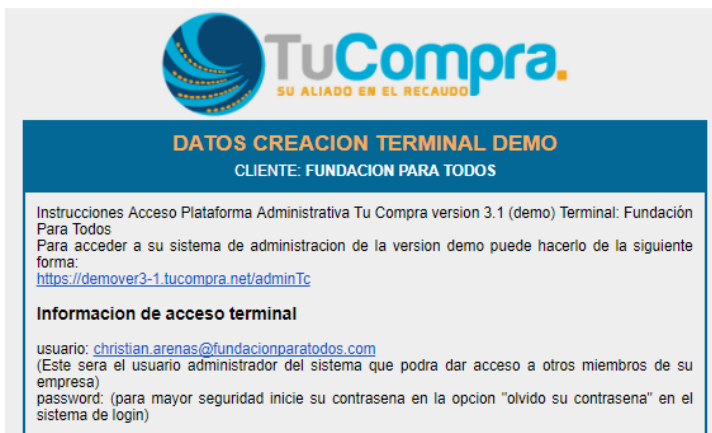 TuCompra.
SU ALIADO EN EL RECAUDO
DATOS CREACION TERMINAL DEMO
CLIENTE: FUNDACION PARA TODOS
Instrucciones Acceso Plataforma Administrativa Tu Compra version 3.1 (demo) Terminal: Fundación
Para Todos
Para acceder a su sistema de administracion de la version demo puede hacerlo de la siguiente
forma:
https://demover3-1.tucompra.net/adminTc
Informacion de acceso terminal
usuario: christian.arenas@fundacionparatodos.com
(Este sera el usuario administrador del sistema que podra dar acceso a otros miembros de su
empresa)
password: (para mayor seguridad inicie su contrasena en la opcion "olvido su contrasena" en el
sistema de login)